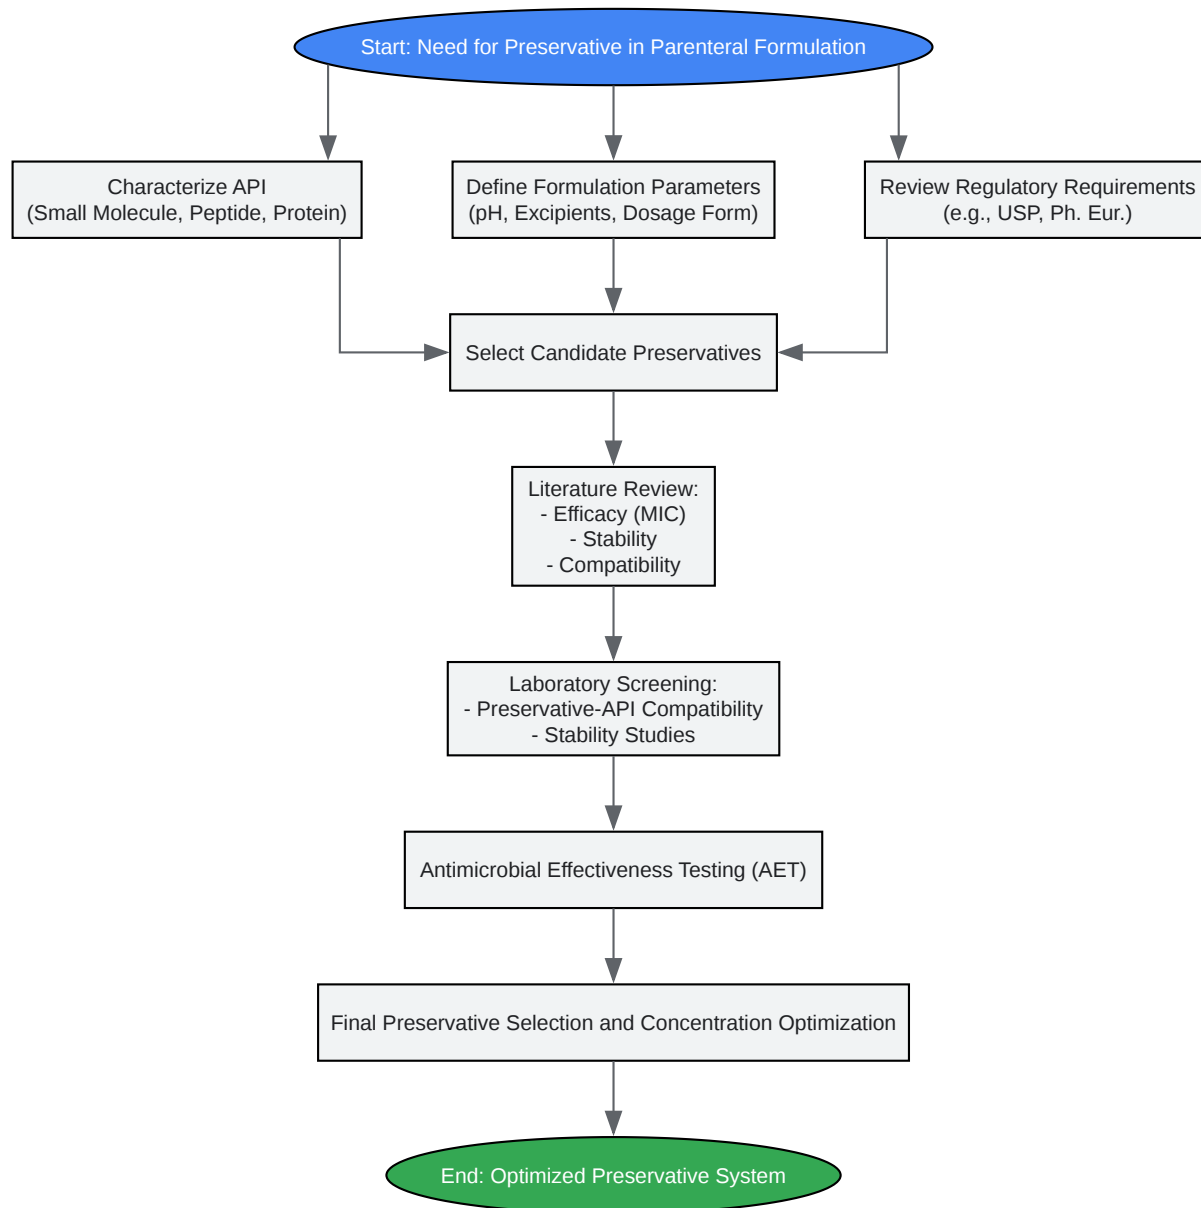 Start: Need for Preservative in Parenteral Formulation
Characterize API
(Small Molecule, Peptide, Protein)
Define Formulation Parameters
(pH, Excipients, Dosage Form)
Review Regulatory Requirements
(e.g., USP, Ph. Eur.)
Select Candidate Preservatives
Literature Review:
- Efficacy (MIC)
- Stability
- Compatibility
Laboratory Screening:
- Preservative-API Compatibility
- Stability Studies
Antimicrobial Effectiveness Testing (AET)
Final Preservative Selection and Concentration Optimization
End: Optimized Preservative System